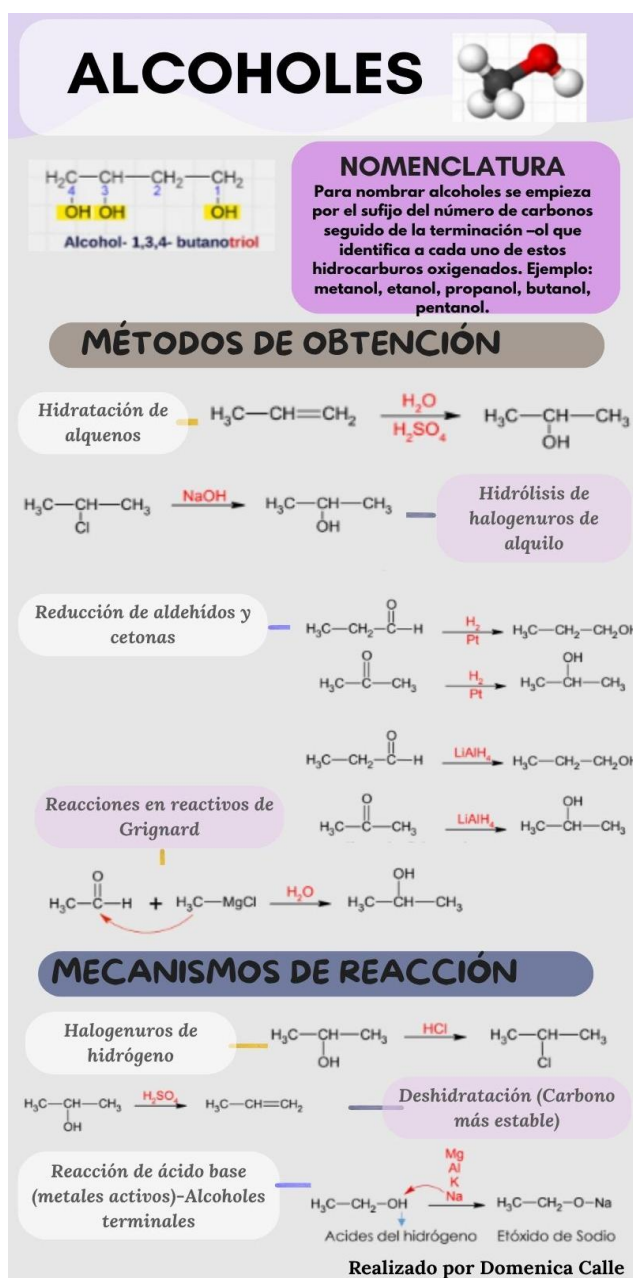 ALCOHOLES
H₂C—CH—CH₂—CH₂
4 3 2 1
OH OH OH
Alcohol- 1,3,4- butanotriol
NOMENCLATURA
Para nombrar alcoholes se empieza
por el sufijo del número de carbonos
seguido de la terminación –ol que
identifica a cada uno de estos
hidrocarburos oxigenados. Ejemplo:
metanol, etanol, propanol, butanol,
pentanol.
MÉTODOS DE OBTENCIÓN
Hidratación de
alquenos
H₂O
H₃C—CH=CH₂ H₃C—CH—CH₃
H₂SO₄
OH
NaOH
H₃C—CH—CH₃ H₃C—CH—CH₃
Cl OH
Hidrólisis de
halogenuros de
alquilo
Reducción de aldehídos y
cetonas
O
H₃C—CH₂—C—H H₂ H₃C—CH₂—CH₂OH
Pt
O OH
H₃C—C—CH₃ H₂ H₃C—CH—CH₃
Pt
O
H₃C—CH₂—C—H LiAlH₄ H₃C—CH₂—CH₂OH
O OH
H₃C—C—CH₃ LiAlH₄ H₃C—CH—CH₃
Reacciones en reactivos de
Grignard
O OH
H₃C—C—H + H₃C—MgCl H₂O H₃C—CH—CH₃
MECANISMOS DE REACCIÓN
Halogenuros de
hidrógeno
H₃C—CH—CH₃ HCl H₃C—CH—CH₃
OH Cl
H₃C—CH—CH₃ H₂SO₄ H₃C—CH=CH₂
OH
Deshidratación (Carbono
más estable)
Reacción de ácido base
(metales activos)-Alcoholes
terminales
Mg
Al
K
Na
H₃C—CH₂—OH H₃C—CH₂—O—Na
Acides del hidrógeno Etóxido de Sodio
Realizado por Domenica Calle